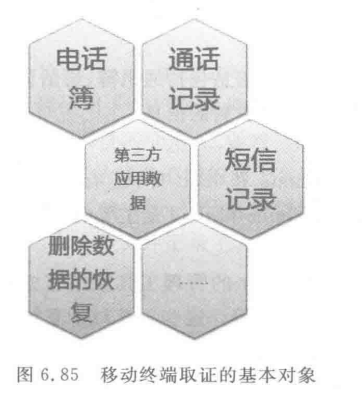 电话
簿
通话
记录
第三方
应用数
据
短信
记录
删除数
据的恢
复
......
图 6.85 移动终端取证的基本对象